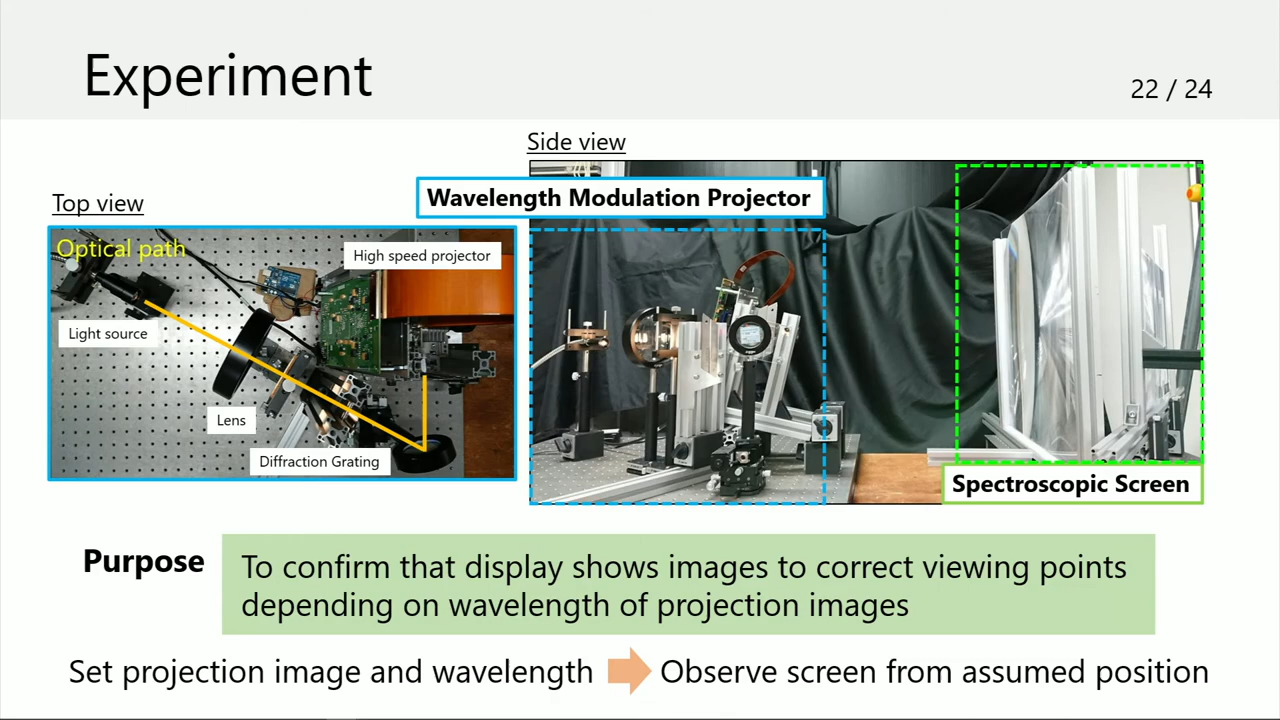 Experiment
22 / 24
Side view
Top view
Wavelength Modulation Projector
Optical path
High speed projector
Light source
Lens
Diffraction Grating
Spectroscopic Screen
Purpose
To confirm that display shows images to correct viewing points
depending on wavelength of projection images
Set projection image and wavelength
Observe screen from assumed position